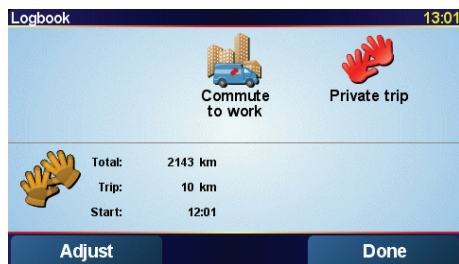 Logbook 13:01
Commute
to work
Private trip
Total: 2143 km
Trip: 10 km
Start: 12:01
Adjust Done